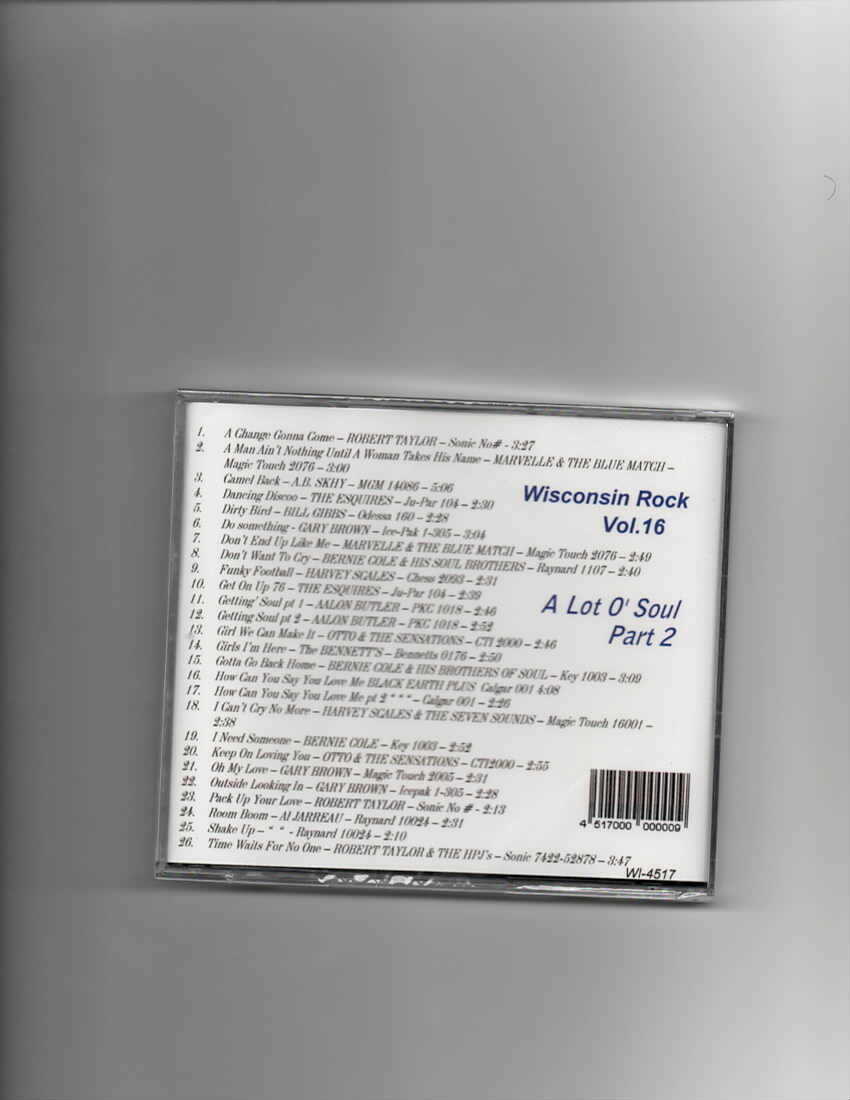 1. A Change Gonna Come – ROBERT TAYLOR – Sonic No# - 3:27
2. A Man Ain't Nothing Until A Woman Takes His Name – MARVELLE & THE BLUE MATCH –
Magic Touch 2076 – 3:00
3. Camel Back – A.B. SKHY – MGM 14086 – 5:06
4. Dancing Discoo – THE ESQUIRES – Ju-Par 104 – 2:30
5. Dirty Bird – BILL GIBBS – Odessa 160 – 2:28
6. Do something - GARY BROWN – Ice-Pak 1-305 – 3:04
7. Don't End Up Like Me – MARVELLE & THE BLUE MATCH – Magic Touch 2076 – 2:49
8. Don't Want To Cry – BERNIE COLE & HIS SOUL BROTHERS – Raynard 1107 – 2:40
9. Funky Football – HARVEY SCALES – Chess 2093 – 2:31
10. Get On Up 76 – THE ESQUIRES – Ju-Par 104 – 2:39
11. Getting' Soul pt 1 – AALON BUTLER – PKC 1018 – 2:46
12. Getting Soul pt 2 – AALON BUTLER – PKC 1018 – 2:52
13. Girl We Can Make It – OTTO & THE SENSATIONS – CTI 2000 – 2:46
14. Girls I'm Here – The BENNETT'S – Bennetts 0176 – 2:50
15. Gotta Go Back Home – BERNIE COLE & HIS BROTHERS OF SOUL – Key 1003 – 3:09
16. How Can You Say You Love Me BLACK EARTH PLUS Calgar 001 4:08
17. How Can You Say You Love Me pt 2 " " " – Calgar 001 – 2:26
18. I Can't Cry No More – HARVEY SCALES & THE SEVEN SOUNDS – Magic Touch 16001 –
2:38
19. I Need Someone – BERNIE COLE – Key 1003 – 2:52
20. Keep On Loving You – OTTO & THE SENSATIONS – CTI2000 – 2:55
21. Oh My Love – GARY BROWN – Magic Touch 2005 – 2:31
22. Outside Looking In – GARY BROWN – Icepak 1-305 – 2:28
23. Pack Up Your Love – ROBERT TAYLOR – Sonic No # - 2:13
24. Room Boom – Al JARREAU – Raynard 10024 – 2:31
25. Shake Up – " " - Raynard 10024 – 2:10
26. Time Waits For No One – ROBERT TAYLOR & THE HPJ's – Sonic 7422-52878 – 3:47
Wisconsin Rock
Vol.16
A Lot O' Soul
Part 2
4 517000 000009
WI-4517